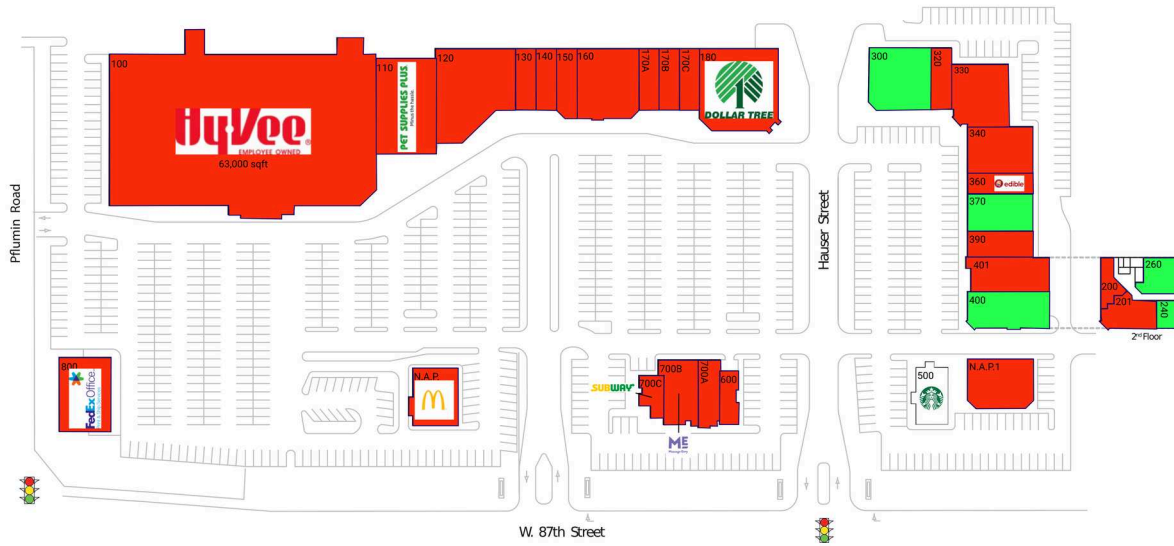 100
HyVee
EMPLOYEE OWNED
63,000 sqft
110
PET SUPPLIES PLUS
120
130
140
150
160
170A
170B
170C
180
DOLLAR TREE
300
320
330
340
360
edible
370
390
401
400
200
201
260
240
2nd Floor
Pflumm Road
Hauser Street
800
FedEx Office
N.A.P.
SUBWAY
700C
700B
700A
600
ME
500
N.A.P.1
W. 87th Street